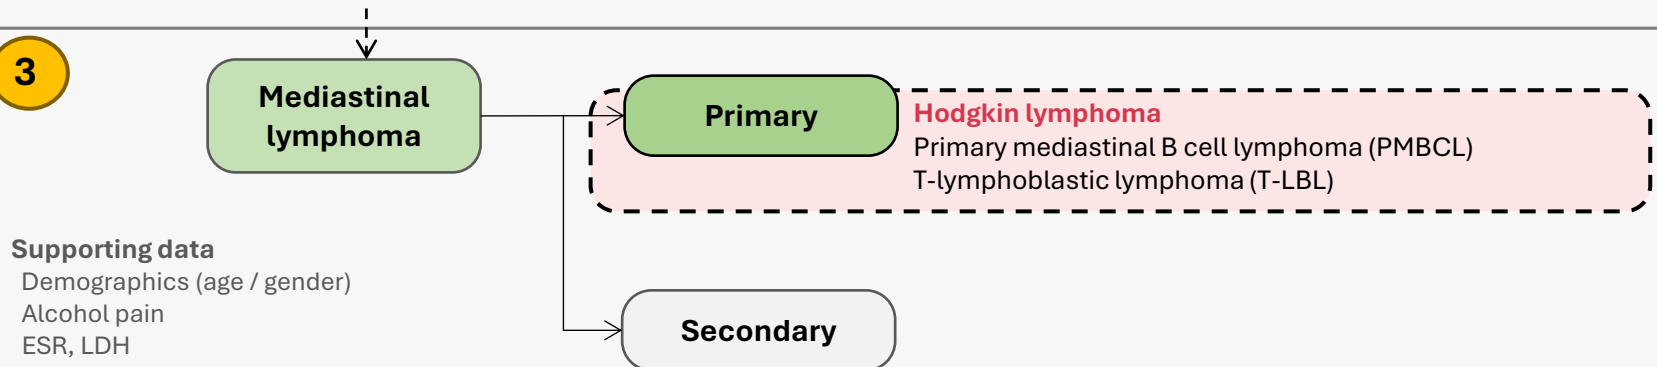 3
Mediastinal
lymphoma
Primary
Hodgkin lymphoma
Primary mediastinal B cell lymphoma (PMBCL)
T-lymphoblastic lymphoma (T-LBL)
Supporting data
Demographics (age / gender)
Alcohol pain
ESR, LDH
Secondary